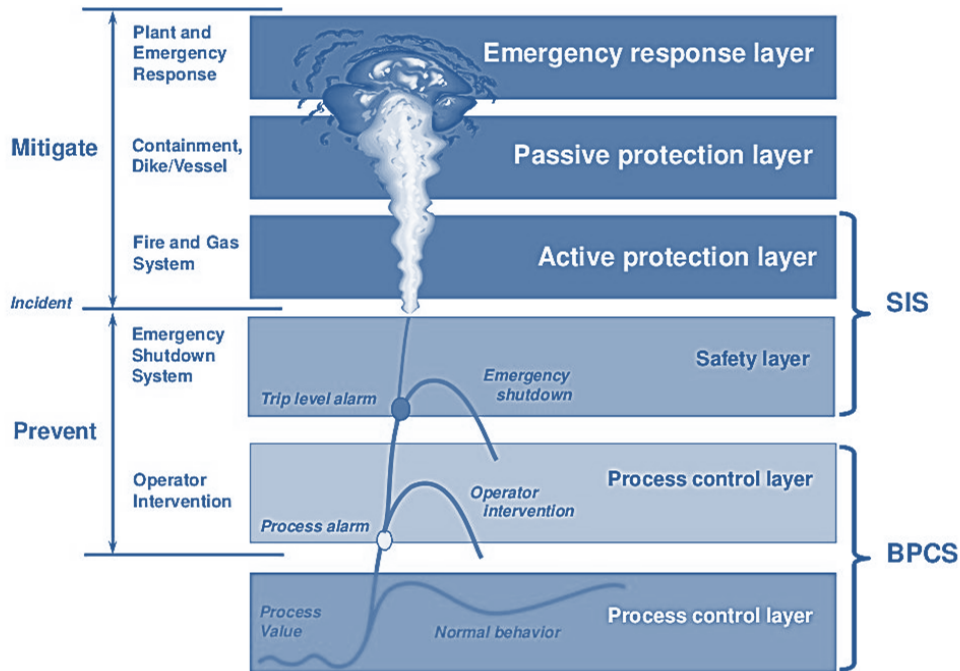 Plant and
Emergency
Response
Emergency response layer
Mitigate
Containment,
Dike/Vessel
Passive protection layer
Fire and Gas
System
Active protection layer
SIS
Incident
Emergency
Shutdown
System
Safety layer
Trip level alarm
Emergency
shutdown
Prevent
Operator
Intervention
Process control layer
Operator
intervention
Process alarm
BPCS
Process
Value
Normal behavior
Process control layer